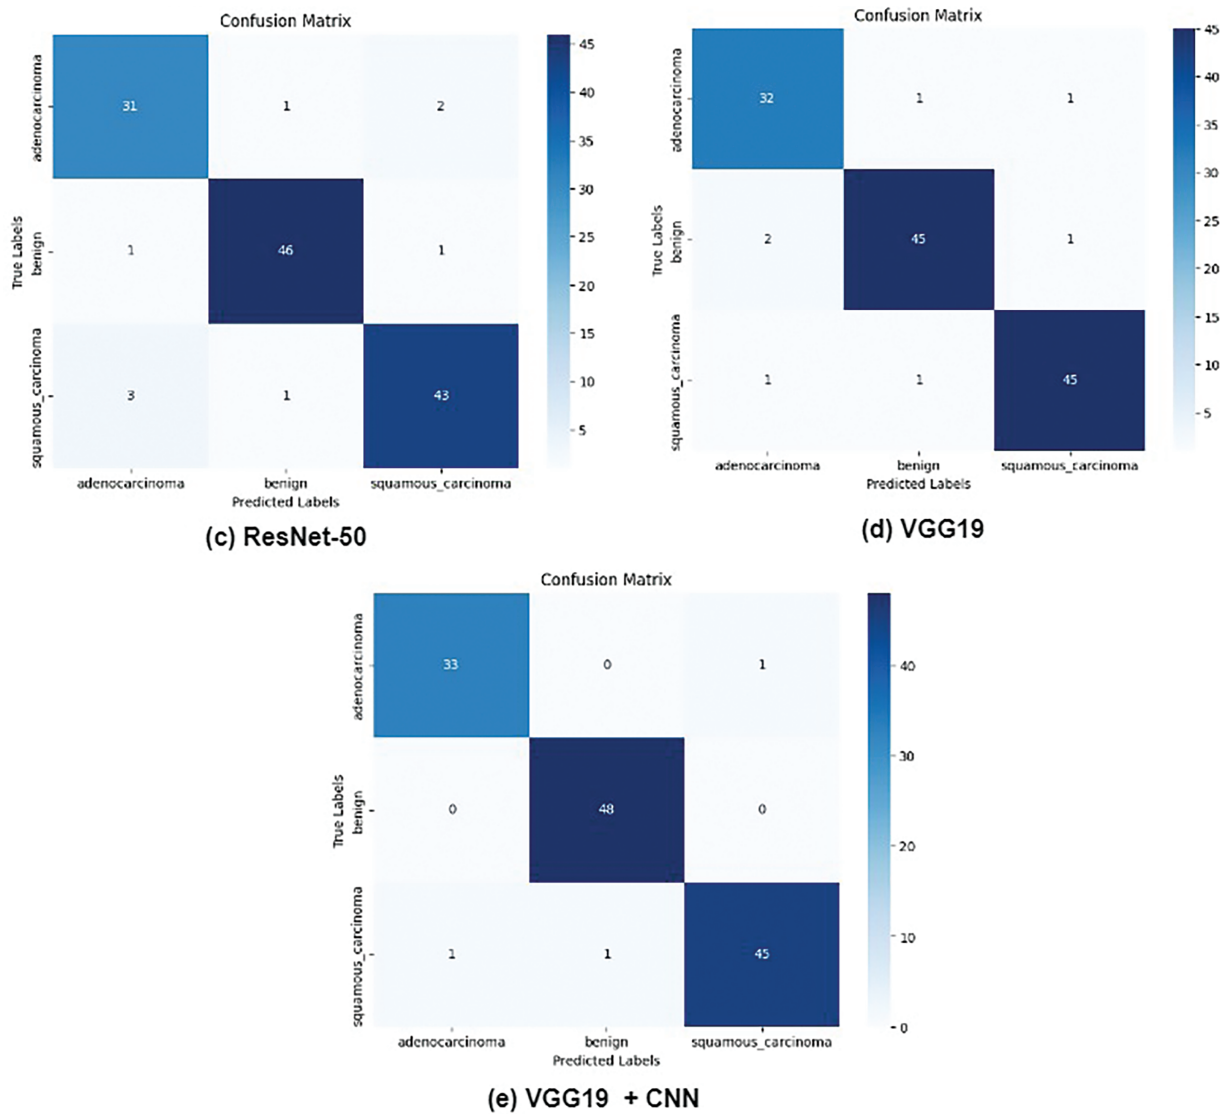 Confusion Matrix
adenocarcinoma
31 1 2
True Labels
benign
1 46 1
squamous_carcinoma
3 1 43
adenocarcinoma benign squamous_carcinoma
Predicted Labels
45
40
35
30
25
20
15
10
5
(c) ResNet-50
Confusion Matrix
adenocarcinoma
32 1 1
True Labels
benign
2 45 1
squamous_carcinoma
1 1 45
adenocarcinoma benign squamous_carcinoma
Predicted Labels
45
40
35
30
25
20
15
10
5
(d) VGG19
Confusion Matrix
adenocarcinoma
33 0 1
True Labels
benign
0 48 0
squamous_carcinoma
1 1 45
adenocarcinoma benign squamous_carcinoma
Predicted Labels
40
30
20
10
0
(e) VGG19 + CNN